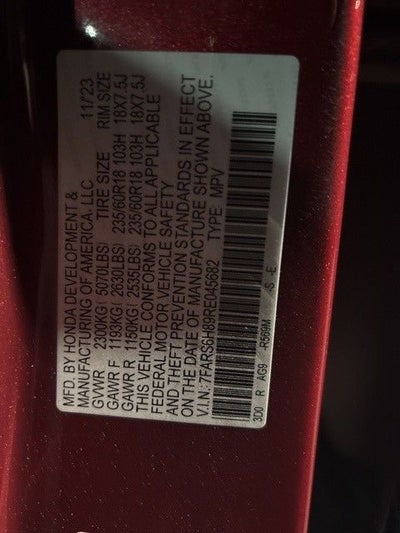 MFD. BY HONDA DEVELOPMENT &
MANUFACTURING OF AMERICA, LLC 11/23
GVWR 2300KG( 5070LBS) TIRE SIZE RIM SIZE
GAWR F 1193KG( 2630LBS) 235/60R18 103H 18X7.5J
GAWR R 1150KG( 2535LBS) 235/60R18 103H 18X7.5J
THIS VEHICLE CONFORMS TO ALL APPLICABLE
FEDERAL MOTOR VEHICLE SAFETY
AND THEFT PREVENTION STANDARDS IN EFFECT
ON THE DATE OF MANUFACTURE SHOWN ABOVE.
V.I.N.: 7FARS6H89RE045682 TYPE MPV
3D0 R AG9 -R569M S E